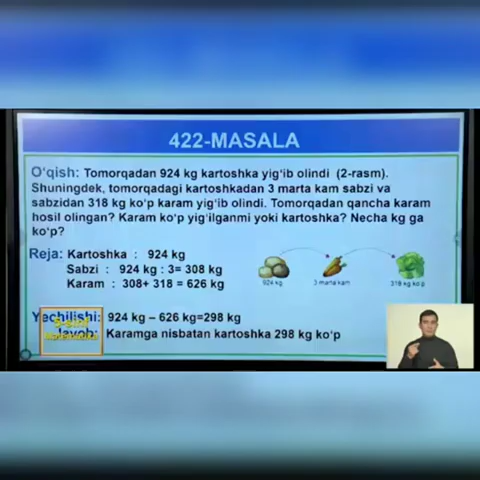 422-MASALA
O'qish: Tomorqadan 924 kg kartoshka yig'ib olindi (2-rasm).
Shuningdek, tomorqadagi kartoshkadan 3 marta kam sabzi va
sabzidan 318 kg ko'p karam yig'ib olindi. Tomorqadan qancha karam
hosil olingan? Karam ko'p yig'ilganmi yoki kartoshka? Necha kg ga
ko'p?
Reja: Kartoshka : 924 kg
Sabzi : 924 kg : 3= 308 kg
Karam : 308+ 318 = 626 kg
924 kg
3 marta kam
318 kg ko'p
Yechilishi: 924 kg – 626 kg=298 kg
Javob: Karamga nisbatan kartoshka 298 kg ko'p